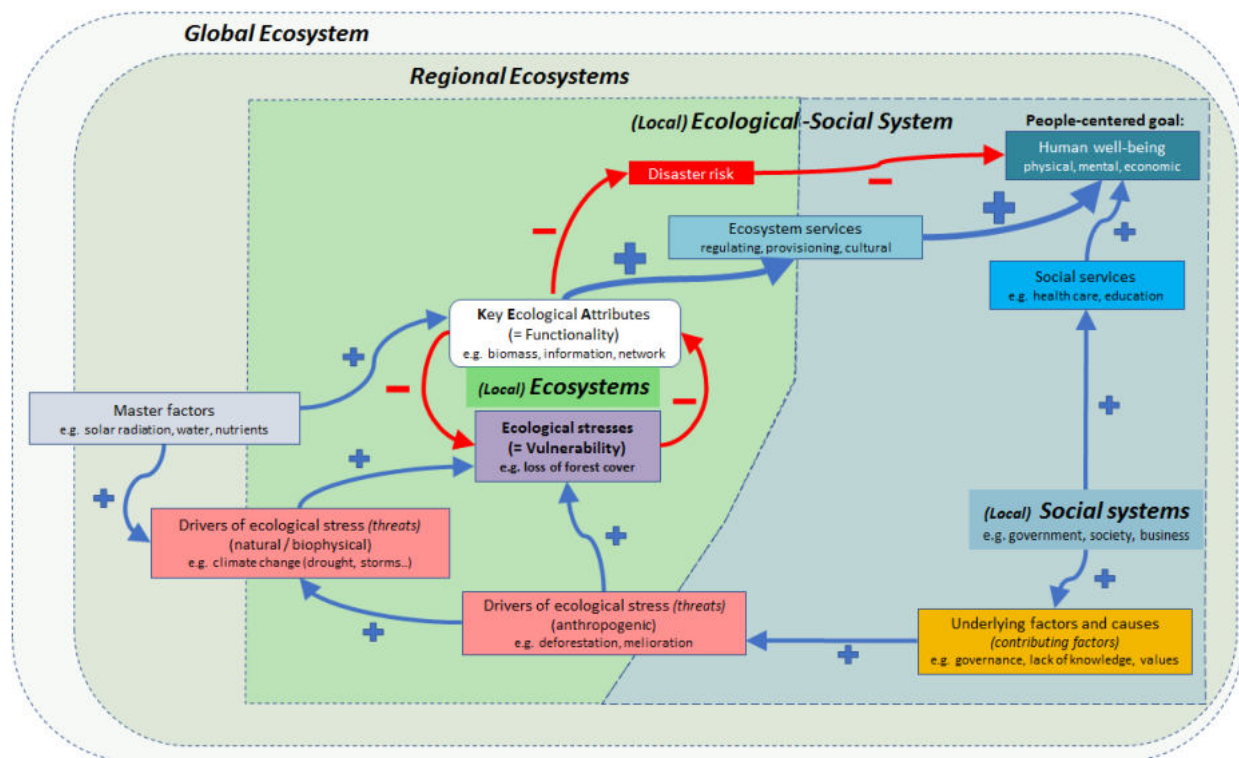 Global Ecosystem
Regional Ecosystems
(Local) Ecological-Social System
People-centered goal:
Human well-being
physical, mental, economic
Disaster risk
Ecosystem services
regulating, provisioning, cultural
Social services
e.g. health care, education
Key Ecological Attributes
(= Functionality)
e.g. biomass, information, network
(Local) Ecosystems
Master factors
e.g. solar radiation, water, nutrients
Ecological stresses
(= Vulnerability)
e.g. loss of forest cover
(Local) Social systems
e.g. government, society, business
Drivers of ecological stress (threats)
(natural / biophysical)
e.g. climate change (drought, storms..)
Drivers of ecological stress (threats)
(anthropogenic)
e.g. deforestation, melioration
Underlying factors and causes
(contributing factors)
e.g. governance, lack of knowledge, values